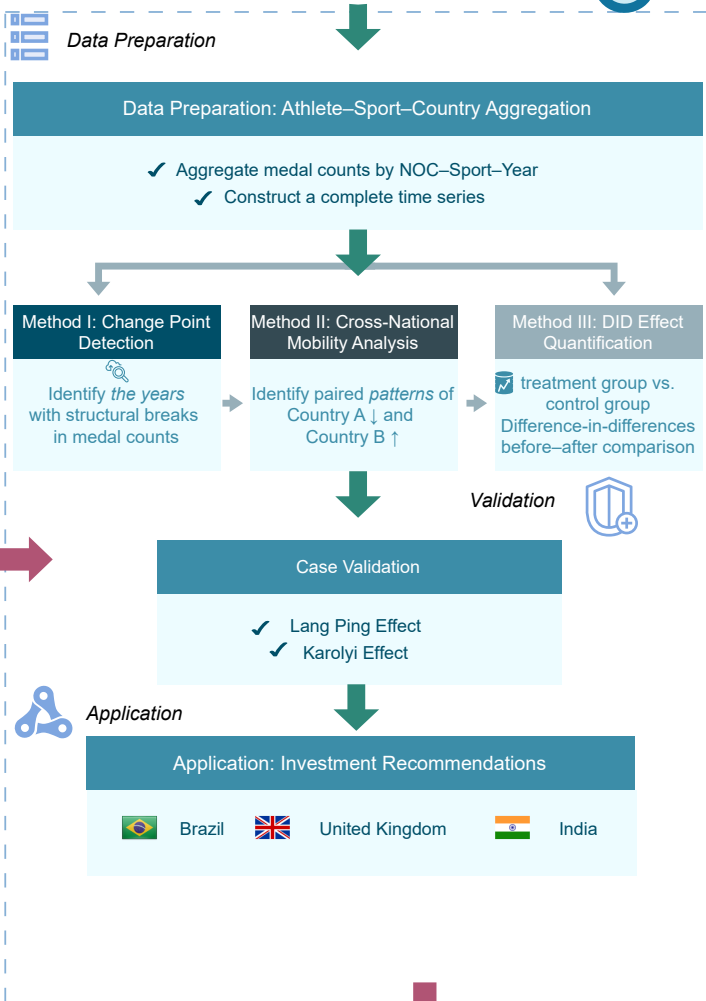 Data Preparation
Data Preparation: Athlete–Sport–Country Aggregation
Aggregate medal counts by NOC–Sport–Year
Construct a complete time series
Method I: Change Point
Detection
Identify the years
with structural breaks
in medal counts
Method II: Cross-National
Mobility Analysis
Identify paired patterns of
Country A ↓ and
Country B ↑
Method III: DID Effect
Quantification
treatment group vs.
control group
Difference-in-differences
before–after comparison
Validation
Case Validation
Lang Ping Effect
Karolyi Effect
Application
Application: Investment Recommendations
Brazil United Kingdom India